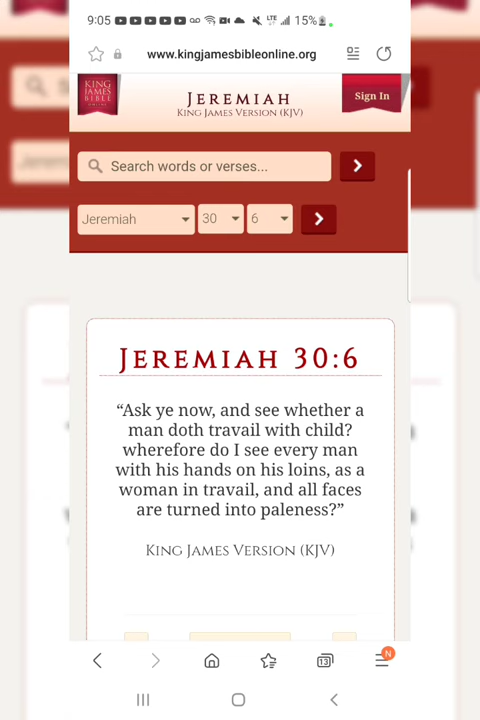 9:05 LTE 15%
www.kingjamesbibleonline.org
KING
JAMES
BIBLE
ONLINE
JEREMIAH
KING JAMES VERSION (KJV)
Sign In
Search words or verses...
Jeremiah 30 6
JEREMIAH 30:6
“Ask ye now, and see whether a
man doth travail with child?
wherefore do I see every man
with his hands on his loins, as a
woman in travail, and all faces
are turned into paleness?”
KING JAMES VERSION (KJV)
13 N